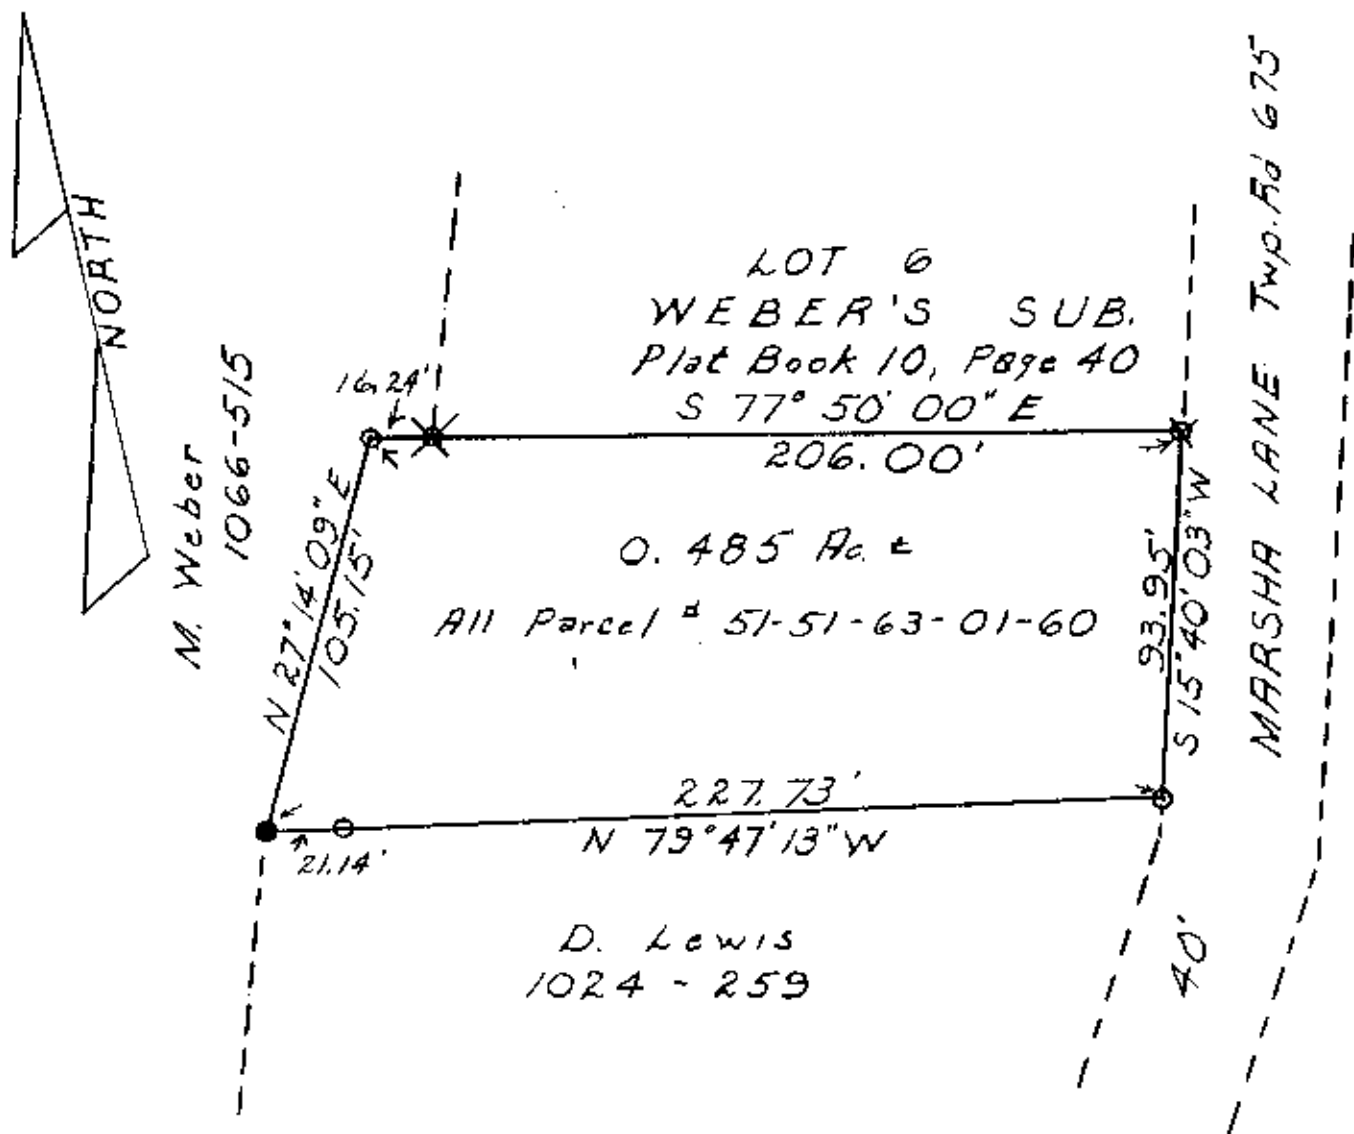 NORTH
LOT 6
WEBER'S SUB.
Plat Book 10, Page 40
S 77° 50' 00" E
206.00'
16.24'
M. Weber
1066-515
N 27° 14' 09" E
105.15'
0.485 Ac. ±
All Parcel # 51-51-63-01-60
93.95'
S 15° 40' 03" W
MARSHA LANE Twp. Rd 675
227.73'
N 79° 47' 13" W
21.14'
D. Lewis
1024 - 259
40'